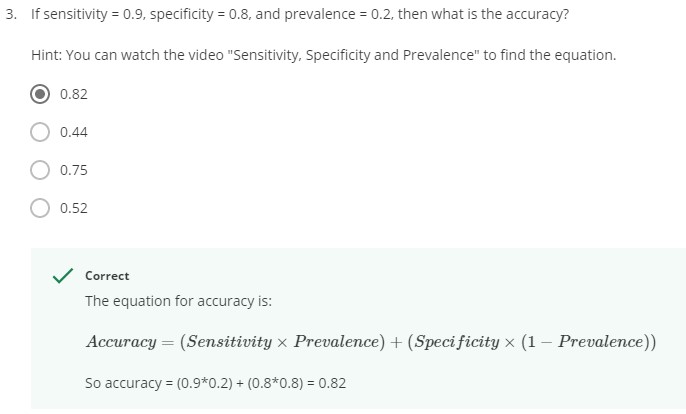 3. If sensitivity = 0.9, specificity = 0.8, and prevalence = 0.2, then what is the accuracy?
Hint: You can watch the video "Sensitivity, Specificity and Prevalence" to find the equation.
0.82
0.44
0.75
0.52
Correct
The equation for accuracy is:
Accuracy = (Sensitivity × Prevalence) + (Specificity × (1 − Prevalence))
So accuracy = (0.9*0.2) + (0.8*0.8) = 0.82